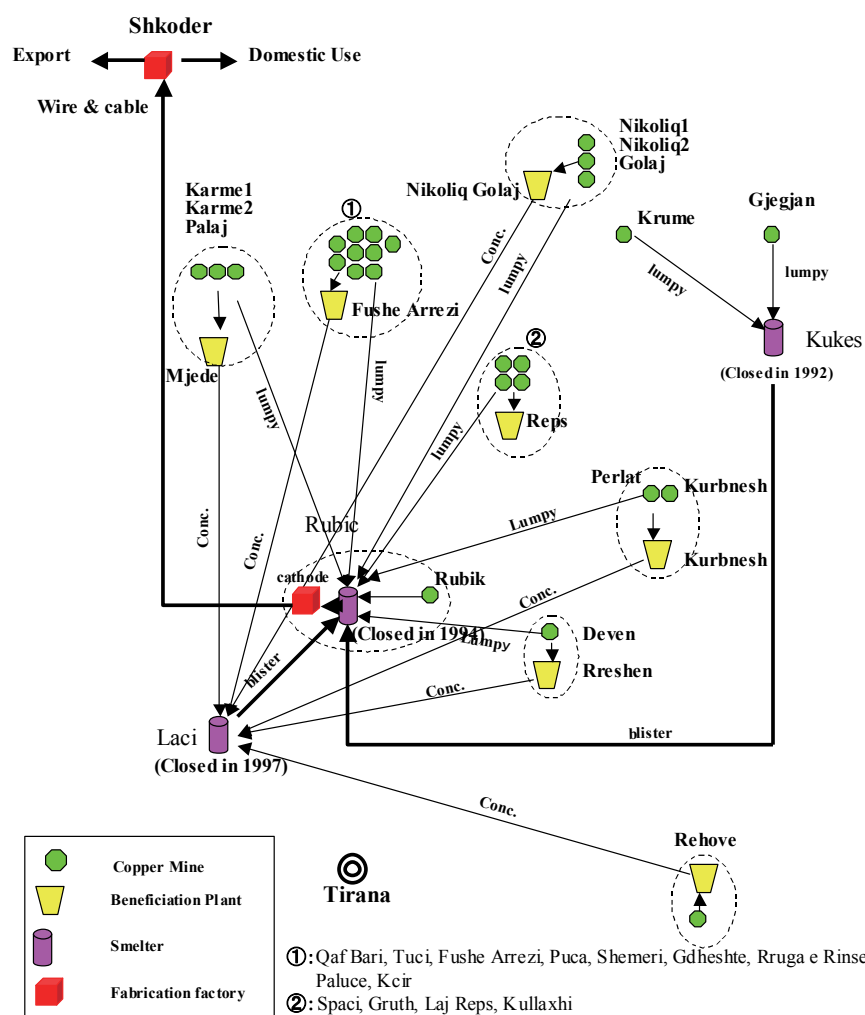 Shkoder
Export
Domestic Use
Wire & cable
Nikoliq1
Nikoliq2
Golaj
Nikoliq Golaj
Karme1
Karme2
Palaj
①
Gjegjan
Krume
Conc.
lumpy
lumpy
lumpy
Fushe Arrezi
②
Kukes
(Closed in 1992)
Mjede
lumpy
lumpy
lumpy
Reps
Perlat
Kurbnesh
Conc.
Conc.
Lumpy
Rubic
Kurbnesh
cathode
Rubik
Conc.
(Closed in 1994)
Lumpy
Deven
blister
Conc.
Rreshen
Laci
(Closed in 1997)
blister
Conc.
Rehove
Copper Mine
Beneficiation Plant
Smelter
Fabrication factory
Tirana
①: Qaf Bari, Tuci, Fushe Arrezi, Puca, Shemeri, Gdheshte, Rruga e Rinse
Paluce, Kcir
②: Spaci, Gruth, Laj Reps, Kullaxhi